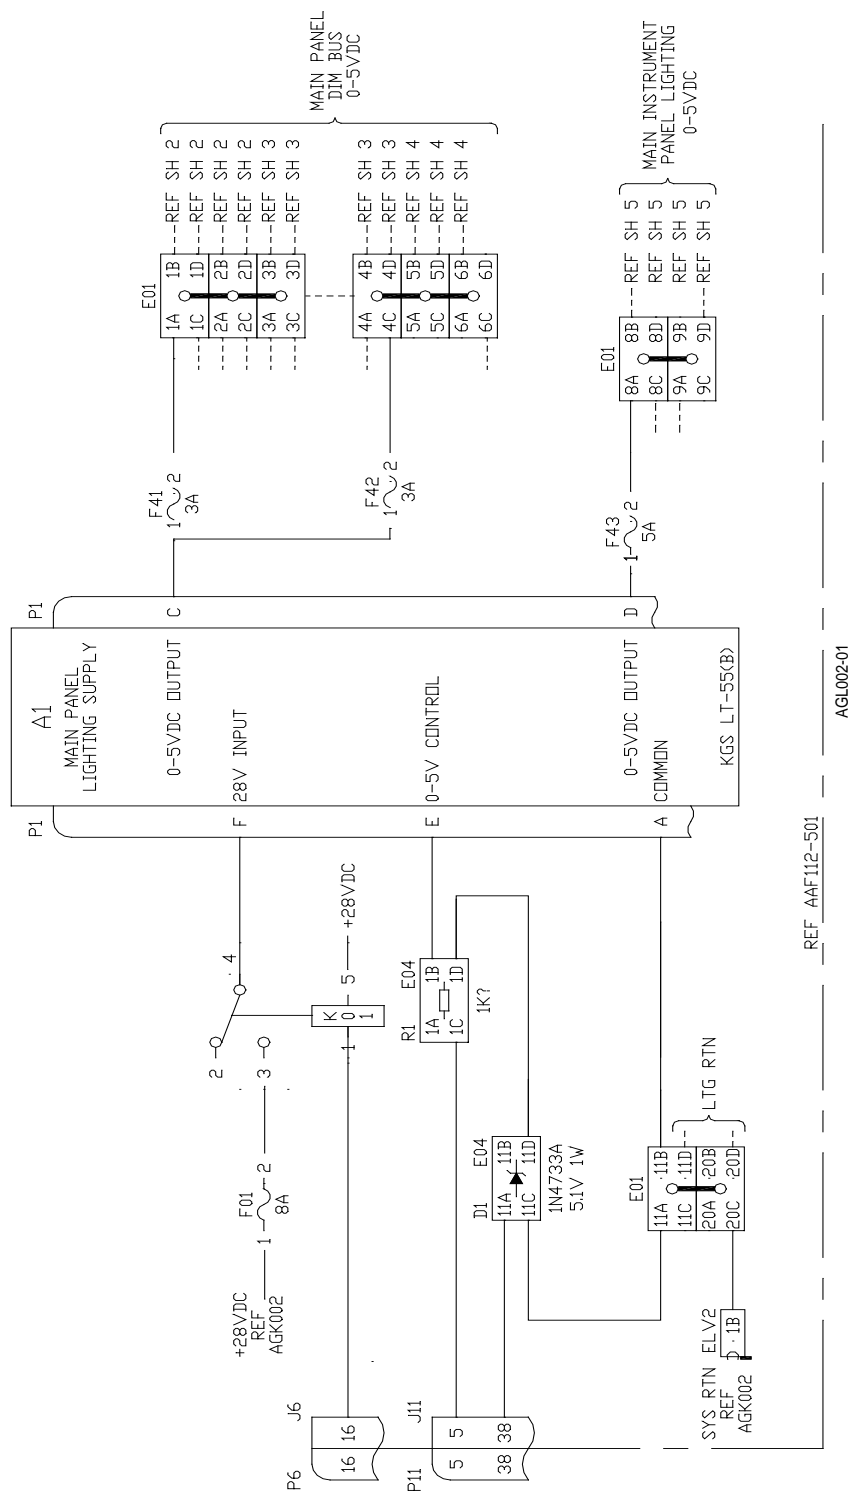 MAIN PANEL
DIM BUS
0-5VDC
MAIN INSTRUMENT
PANEL LIGHTING
0-5VDC
REF SH 2
REF SH 2
REF SH 2
REF SH 2
REF SH 3
REF SH 3
REF SH 3
REF SH 3
REF SH 4
REF SH 4
REF SH 4
REF SH 5
REF SH 5
REF SH 5
REF SH 5
E01
1A 1B
1C 1D
2A 2B
2C 2D
3A 3B
3C 3D
4A 4B
4C 4D
5A 5B
5C 5D
6A 6B
6C 6D
E01
8A 8B
8C 8D
9A 9B
9C 9D
F41
1 2
3A
F42
1 2
3A
F43
1 2
5A
P1
C
D
A1
MAIN PANEL
LIGHTING SUPPLY
0-5VDC OUTPUT
28V INPUT
0-5V CONTROL
0-5VDC OUTPUT
COMMON
KGS LT-55(B)
P1
F
E
A
4
2
3
K
0
1
1
5
+28VDC
R1 E04
1A 1B
1C 1D
1K?
F01
1 2
8A
+28VDC
REF
AGK002
D1 E04
11A 11B
11C 11D
1N4733A
5.1V 1W
E01
11A 11B
11C 11D
20A 20B
20C 20D
LTG RTN
SYS RTN ELV2
REF
AGK002
D 1B
P6 J6
16 16
P11 J11
5 5
38 38
REF AAF112-501
AGL002-01